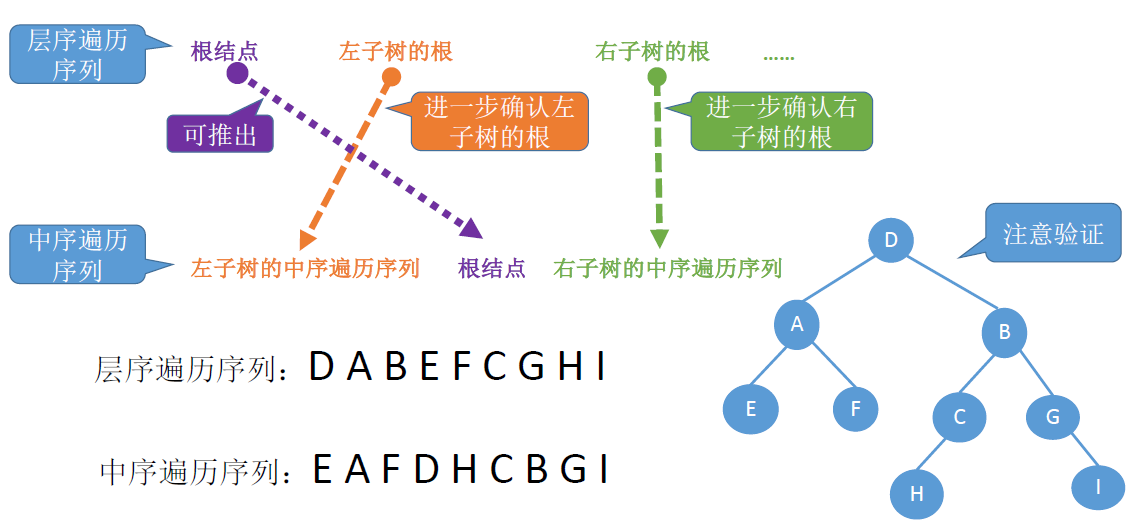 层序遍历
序列
根结点
左子树的根
右子树的根
……
可推出
进一步确认左
子树的根
进一步确认右
子树的根
中序遍历
序列
左子树的中序遍历序列
根结点
右子树的中序遍历序列
注意验证
D
A
B
E
F
C
G
H
I
层序遍历序列：D A B E F C G H I
中序遍历序列：E A F D H C B G I